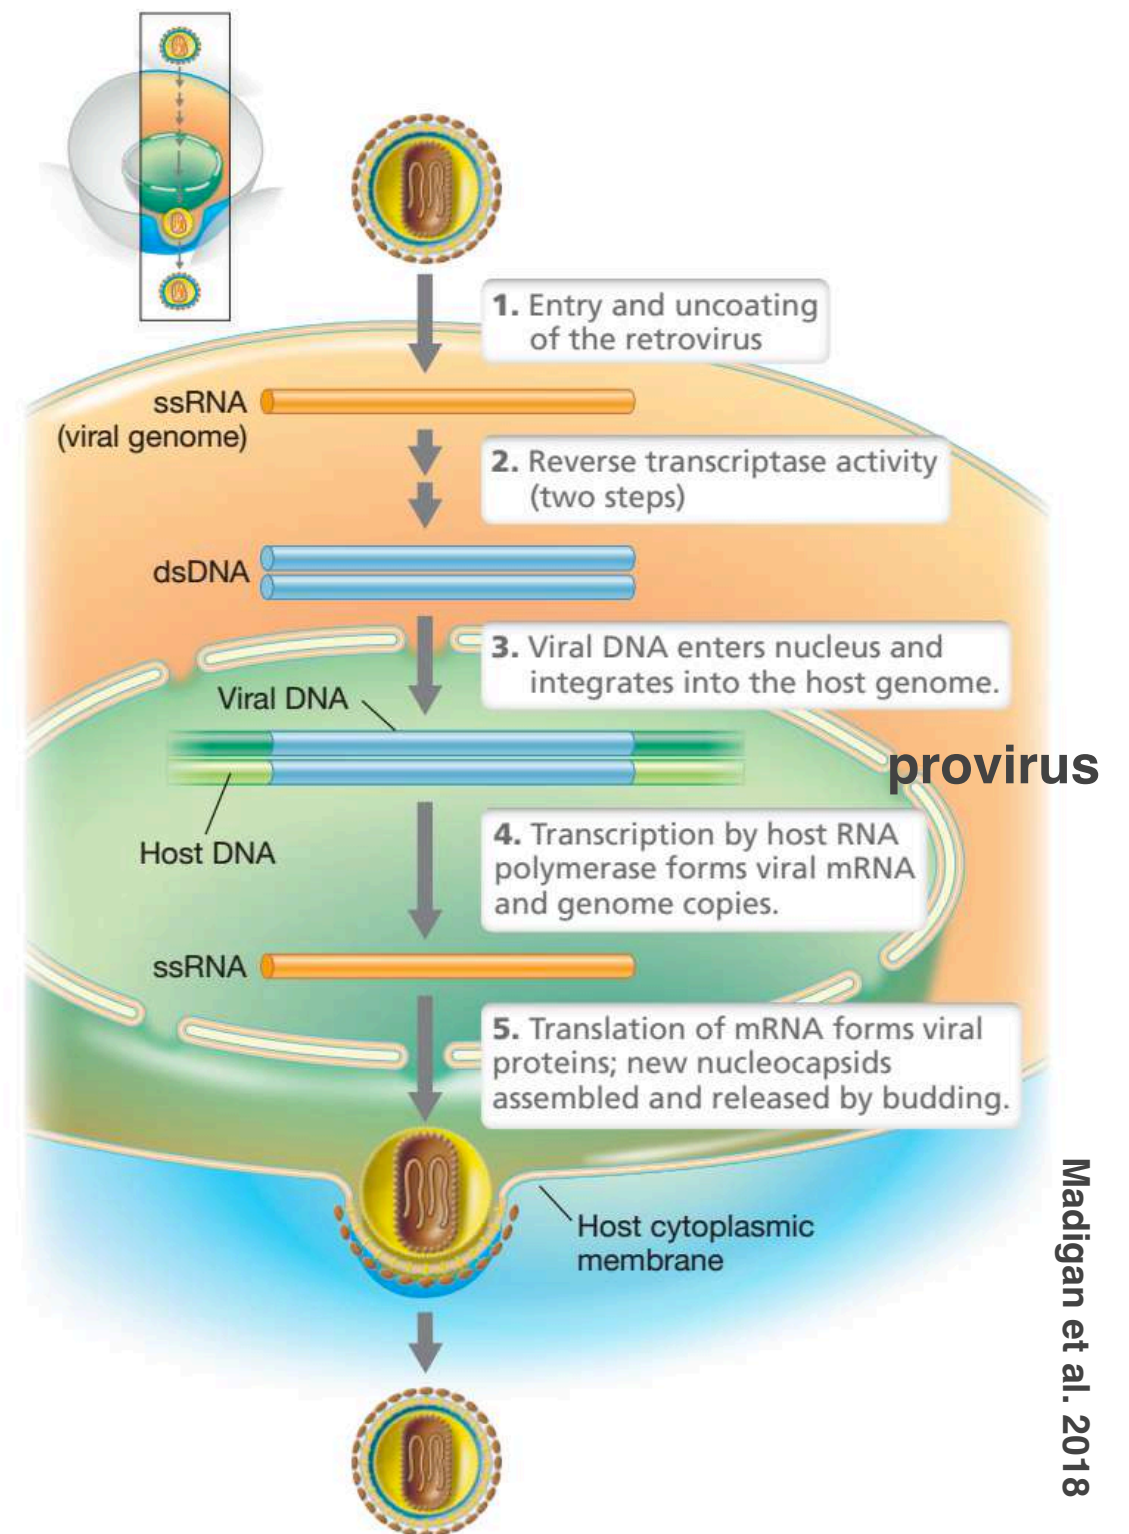 1. Entry and uncoating
of the retrovirus
ssRNA
(viral genome)
2. Reverse transcriptase activity
(two steps)
dsDNA
3. Viral DNA enters nucleus and
integrates into the host genome.
Viral DNA
provirus
Host DNA
4. Transcription by host RNA
polymerase forms viral mRNA
and genome copies.
ssRNA
5. Translation of mRNA forms viral
proteins; new nucleocapsids
assembled and released by budding.
Host cytoplasmic
membrane
Madigan et al. 2018